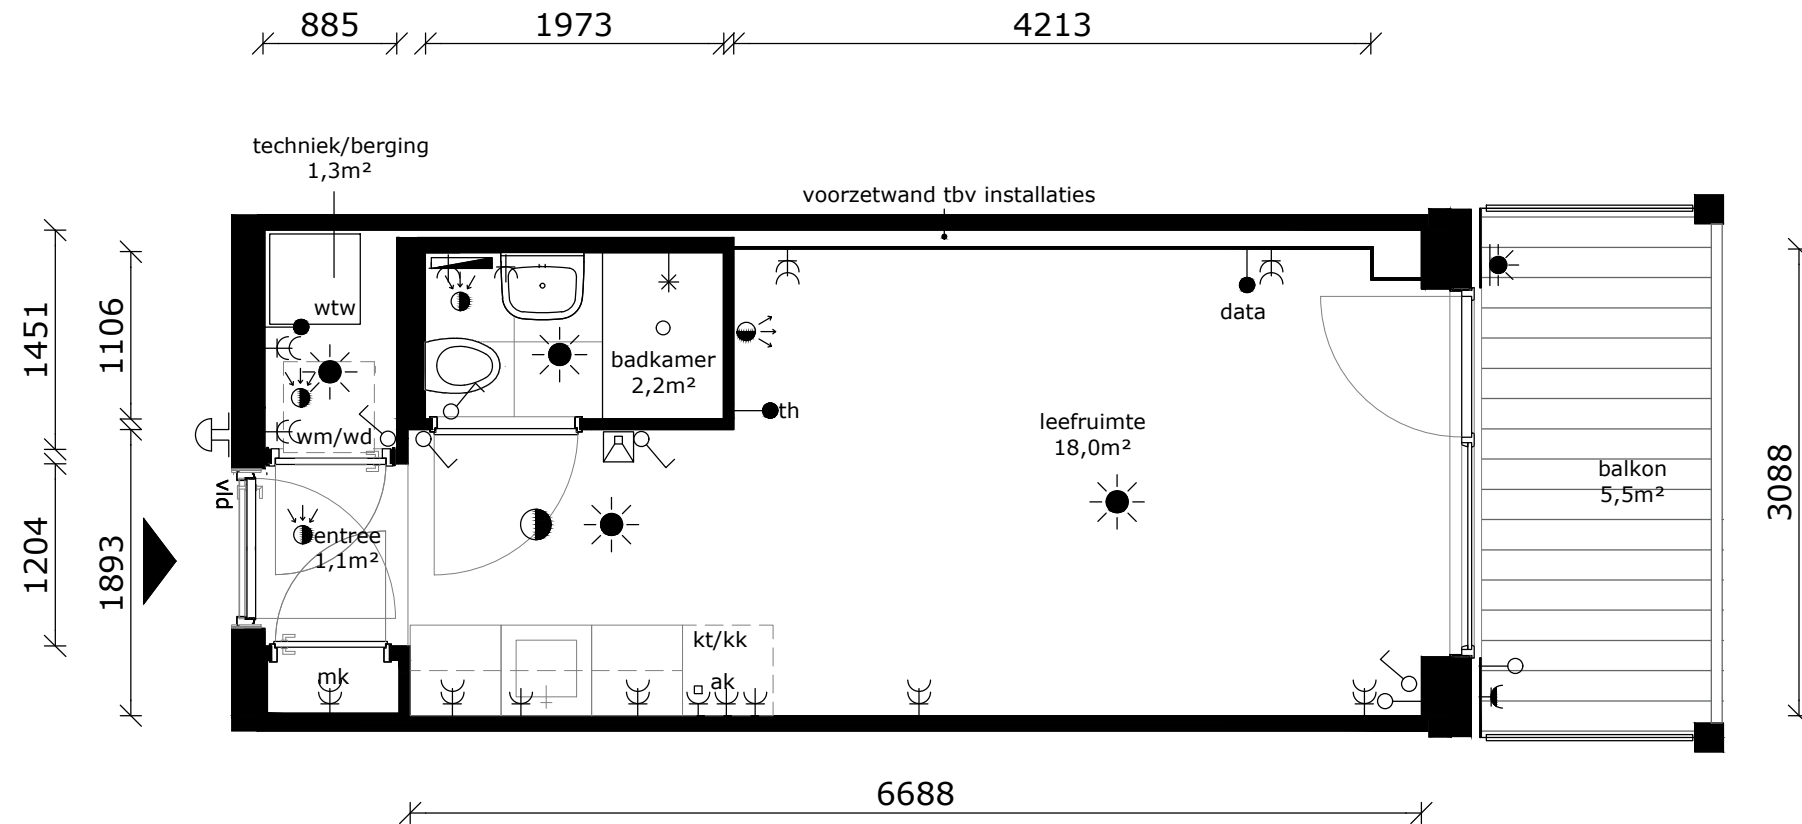 885
1973
4213
techniek/berging
1,3m²
voorzetwand tbv installaties
1451
1106
wtw
data
badkamer
2,2m²
th
leefruimte
18,0m²
wm/wd
balkon
5,5m²
3088
vld
entree
1,1m²
1204
1893
kt/kk
mk
ak
6688